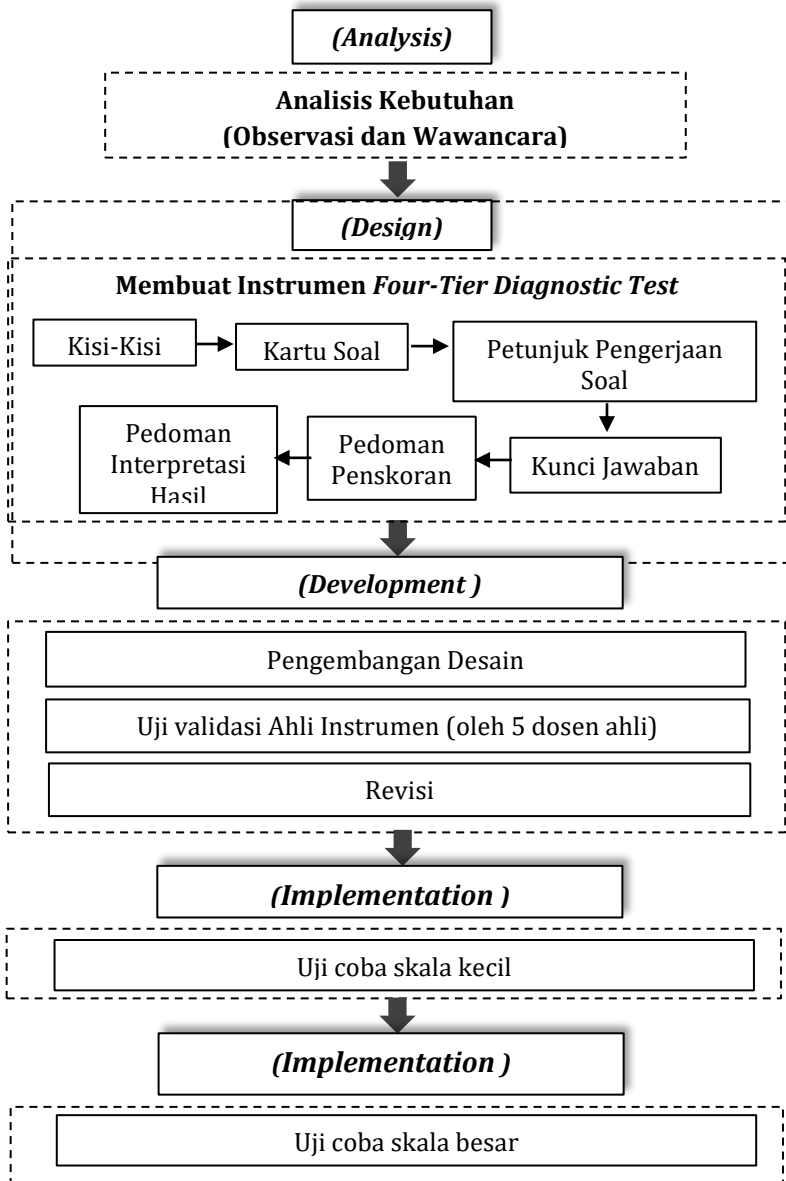 (Analysis)
Analisis Kebutuhan
(Observasi dan Wawancara)
(Design)
Membuat Instrumen Four-Tier Diagnostic Test
Kisi-Kisi
Kartu Soal
Petunjuk Pengerjaan
Soal
Kunci Jawaban
Pedoman
Penskoran
Pedoman
Interpretasi
Hasil
(Development )
Pengembangan Desain
Uji validasi Ahli Instrumen (oleh 5 dosen ahli)
Revisi
(Implementation )
Uji coba skala kecil
(Implementation )
Uji coba skala besar